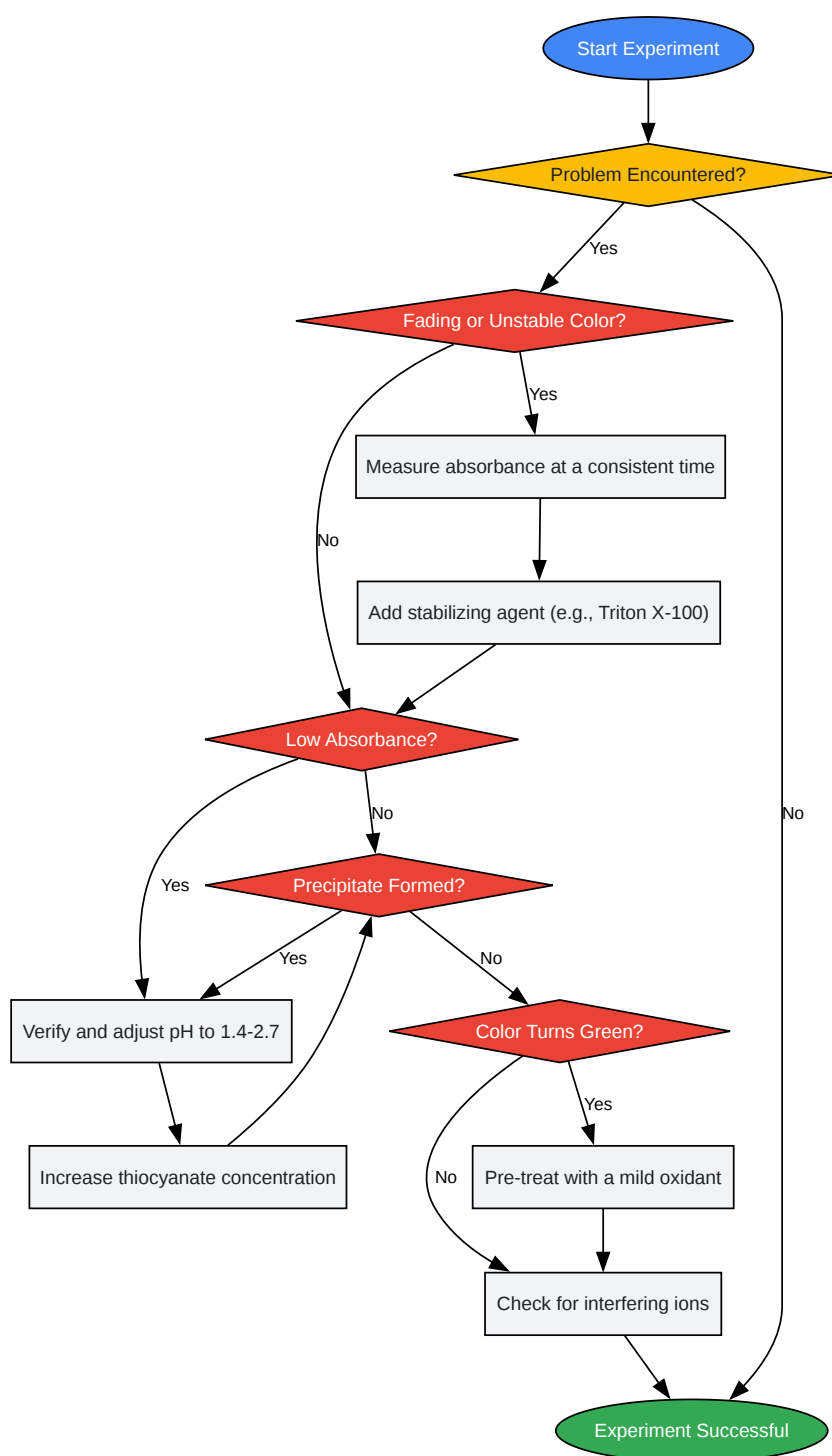 Start Experiment
Problem Encountered?
Yes
Fading or Unstable Color?
Yes
Measure absorbance at a consistent time
No
Add stabilizing agent (e.g., Triton X-100)
Low Absorbance?
No
No
Precipitate Formed?
Yes
Yes
No
Verify and adjust pH to 1.4-2.7
Color Turns Green?
Yes
Increase thiocyanate concentration
No
Pre-treat with a mild oxidant
Check for interfering ions
Experiment Successful